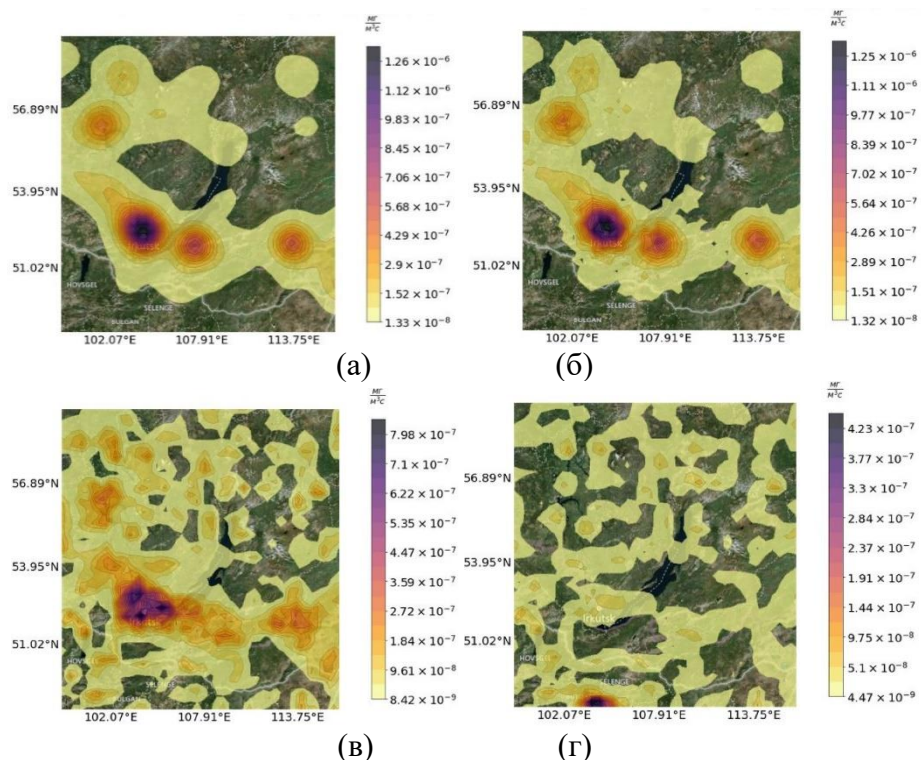 мг
м³с
1.26 × 10⁻⁶
1.12 × 10⁻⁶
9.83 × 10⁻⁷
8.45 × 10⁻⁷
7.06 × 10⁻⁷
5.68 × 10⁻⁷
4.29 × 10⁻⁷
2.9 × 10⁻⁷
1.52 × 10⁻⁷
1.33 × 10⁻⁸
56.89°N
53.95°N
51.02°N
HOVSGEL
SELENGE
BULGAN
102.07°E 107.91°E 113.75°E
(а)
мг
м³с
1.25 × 10⁻⁶
1.11 × 10⁻⁶
9.77 × 10⁻⁷
8.39 × 10⁻⁷
7.02 × 10⁻⁷
5.64 × 10⁻⁷
4.26 × 10⁻⁷
2.89 × 10⁻⁷
1.51 × 10⁻⁷
1.32 × 10⁻⁸
56.89°N
53.95°N
51.02°N
Irkutsk
HOVSGEL
SELENGE
BULGAN
102.07°E 107.91°E 113.75°E
(б)
мг
м³с
7.98 × 10⁻⁷
7.1 × 10⁻⁷
6.22 × 10⁻⁷
5.35 × 10⁻⁷
4.47 × 10⁻⁷
3.59 × 10⁻⁷
2.72 × 10⁻⁷
1.84 × 10⁻⁷
9.61 × 10⁻⁸
8.42 × 10⁻⁹
56.89°N
53.95°N
51.02°N
HOVSGEL
SELENGE
BULGAN
102.07°E 107.91°E 113.75°E
(в)
мг
м³с
4.23 × 10⁻⁷
3.77 × 10⁻⁷
3.3 × 10⁻⁷
2.84 × 10⁻⁷
2.37 × 10⁻⁷
1.91 × 10⁻⁷
1.44 × 10⁻⁷
9.75 × 10⁻⁸
5.1 × 10⁻⁸
4.47 × 10⁻⁹
56.89°N
53.95°N
51.02°N
Irkutsk
HOVSGEL
SELENGE
102.07°E 107.91°E 113.75°E
(г)